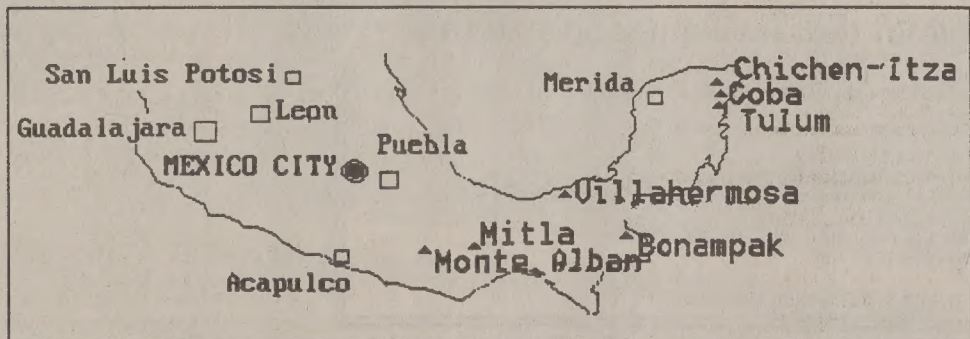 San Luis Potosi
Leon
Guadalajara
MEXICO CITY
Puebla
Acapulco
Merida
Chichen-Itza
Coba
Tulum
Villahermosa
Mitla
Monte Alban
Bonampak